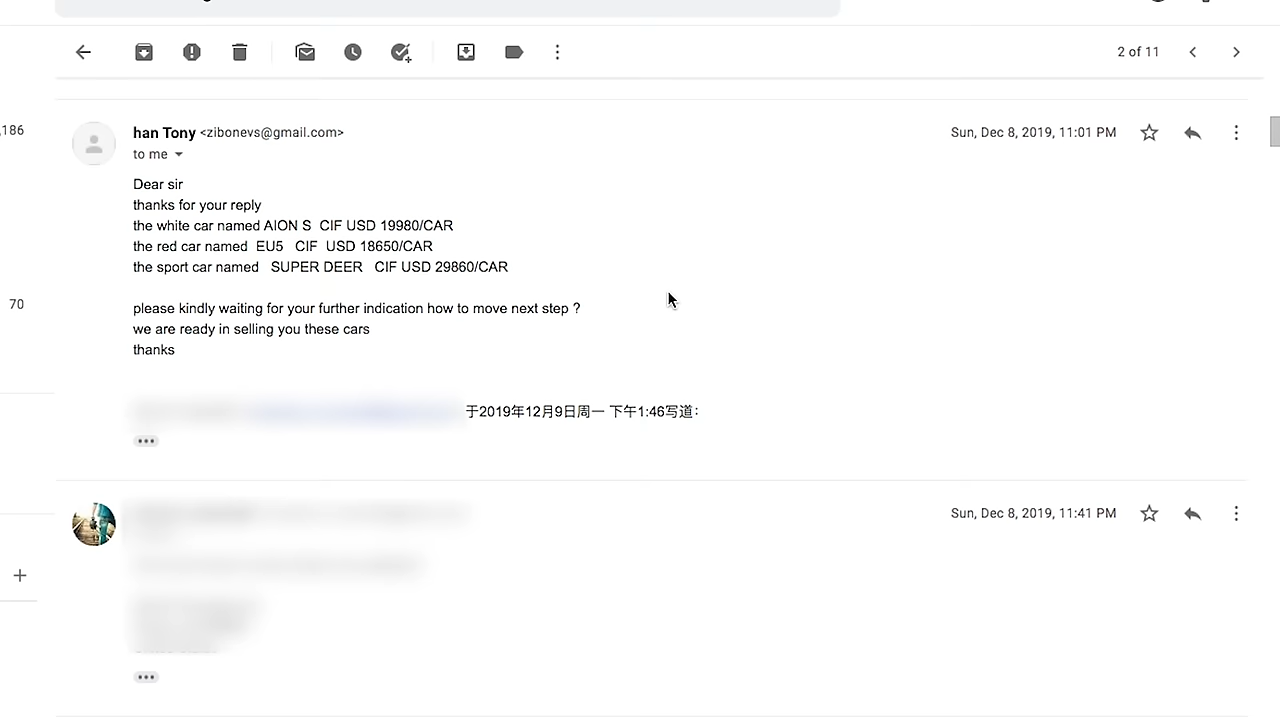 2 of 11
,186
han Tony <zibonevs@gmail.com>
Sun, Dec 8, 2019, 11:01 PM
to me
Dear sir
thanks for your reply
the white car named AION S CIF USD 19980/CAR
the red car named EU5 CIF USD 18650/CAR
the sport car named SUPER DEER CIF USD 29860/CAR
70
please kindly waiting for your further indication how to move next step ?
we are ready in selling you these cars
thanks
于2019年12月9日周一 下午1:46写道：
Sun, Dec 8, 2019, 11:41 PM